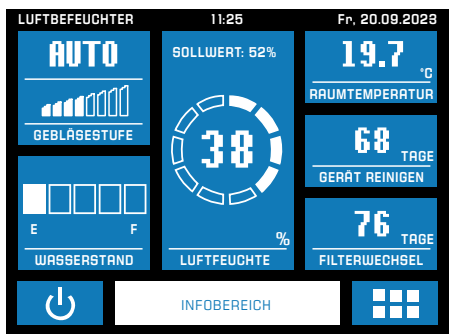 LUFTBEFEUCHTER 11:25 Fr, 20.09.2023
AUTO
GEBLÄSESTUFE
E F
WASSERSTAND
SOLLWERT: 52%
38
%
LUFTFEUCHTE
19.7 °C
RAUMTEMPERATUR
68 TAGE
GERÄT REINIGEN
76 TAGE
FILTERWECHSEL
INFOBEREICH